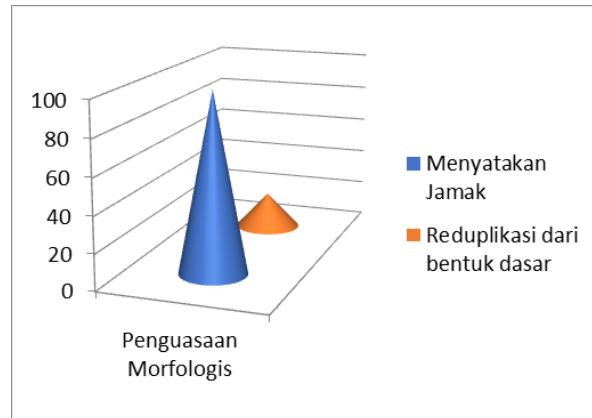 100
80
60
40
20
0
Penguasaan
Morfologis
Menyatakan
Jamak
Reduplikasi dari
bentuk dasar